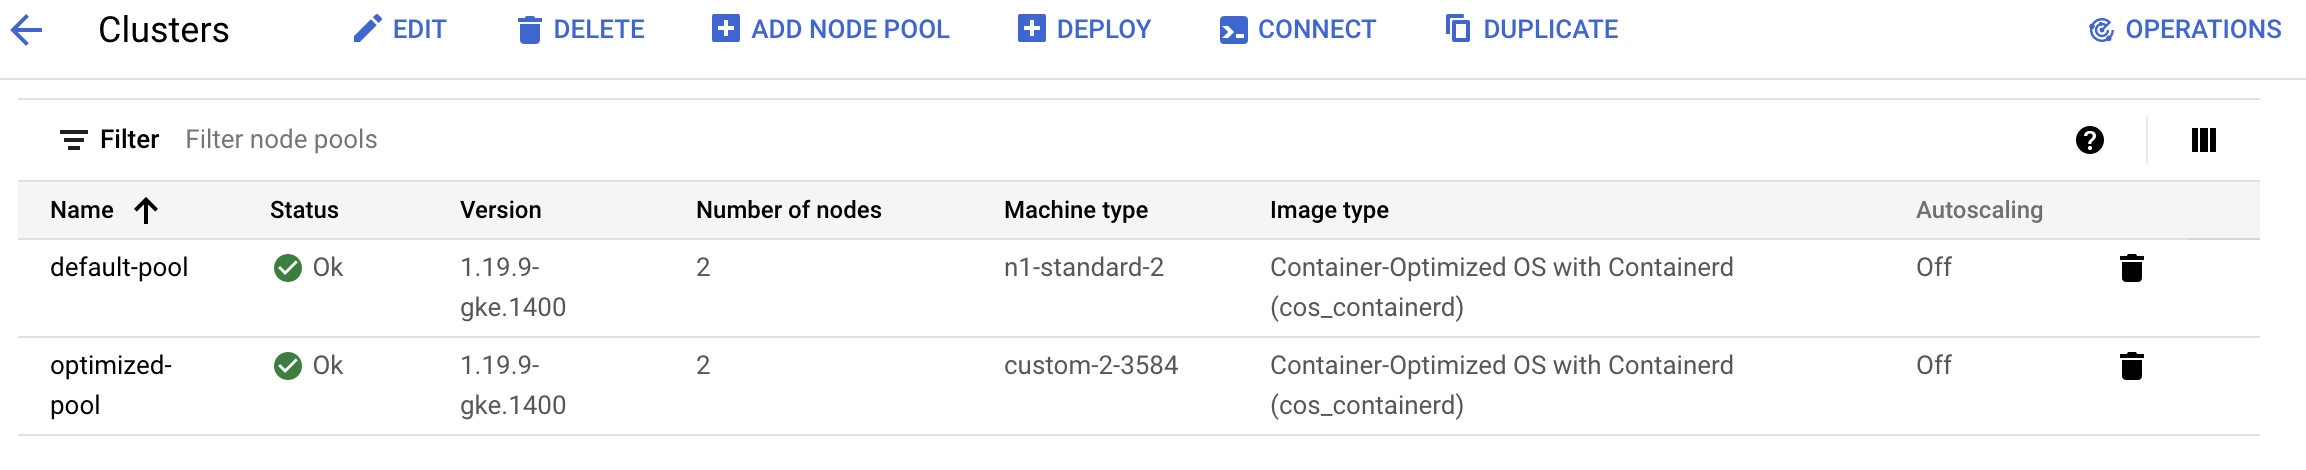 Clusters EDIT DELETE ADD NODE POOL DEPLOY CONNECT DUPLICATE OPERATIONS
Filter Filter node pools
Name Status Version Number of nodes Machine type Image type Autoscaling
default-pool Ok 1.19.9- 2 n1-standard-2 Container-Optimized OS with Containerd Off
gke.1400 (cos_containerd)
optimized- Ok 1.19.9- 2 custom-2-3584 Container-Optimized OS with Containerd Off
pool gke.1400 (cos_containerd)